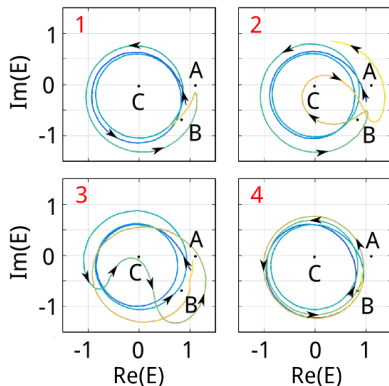 1 2
Im(E) 1 0 -1 A B C A B C
3 4
Im(E) 1 0 -1 A B C A B C
-1 0 1 -1 0 1
Re(E) Re(E)